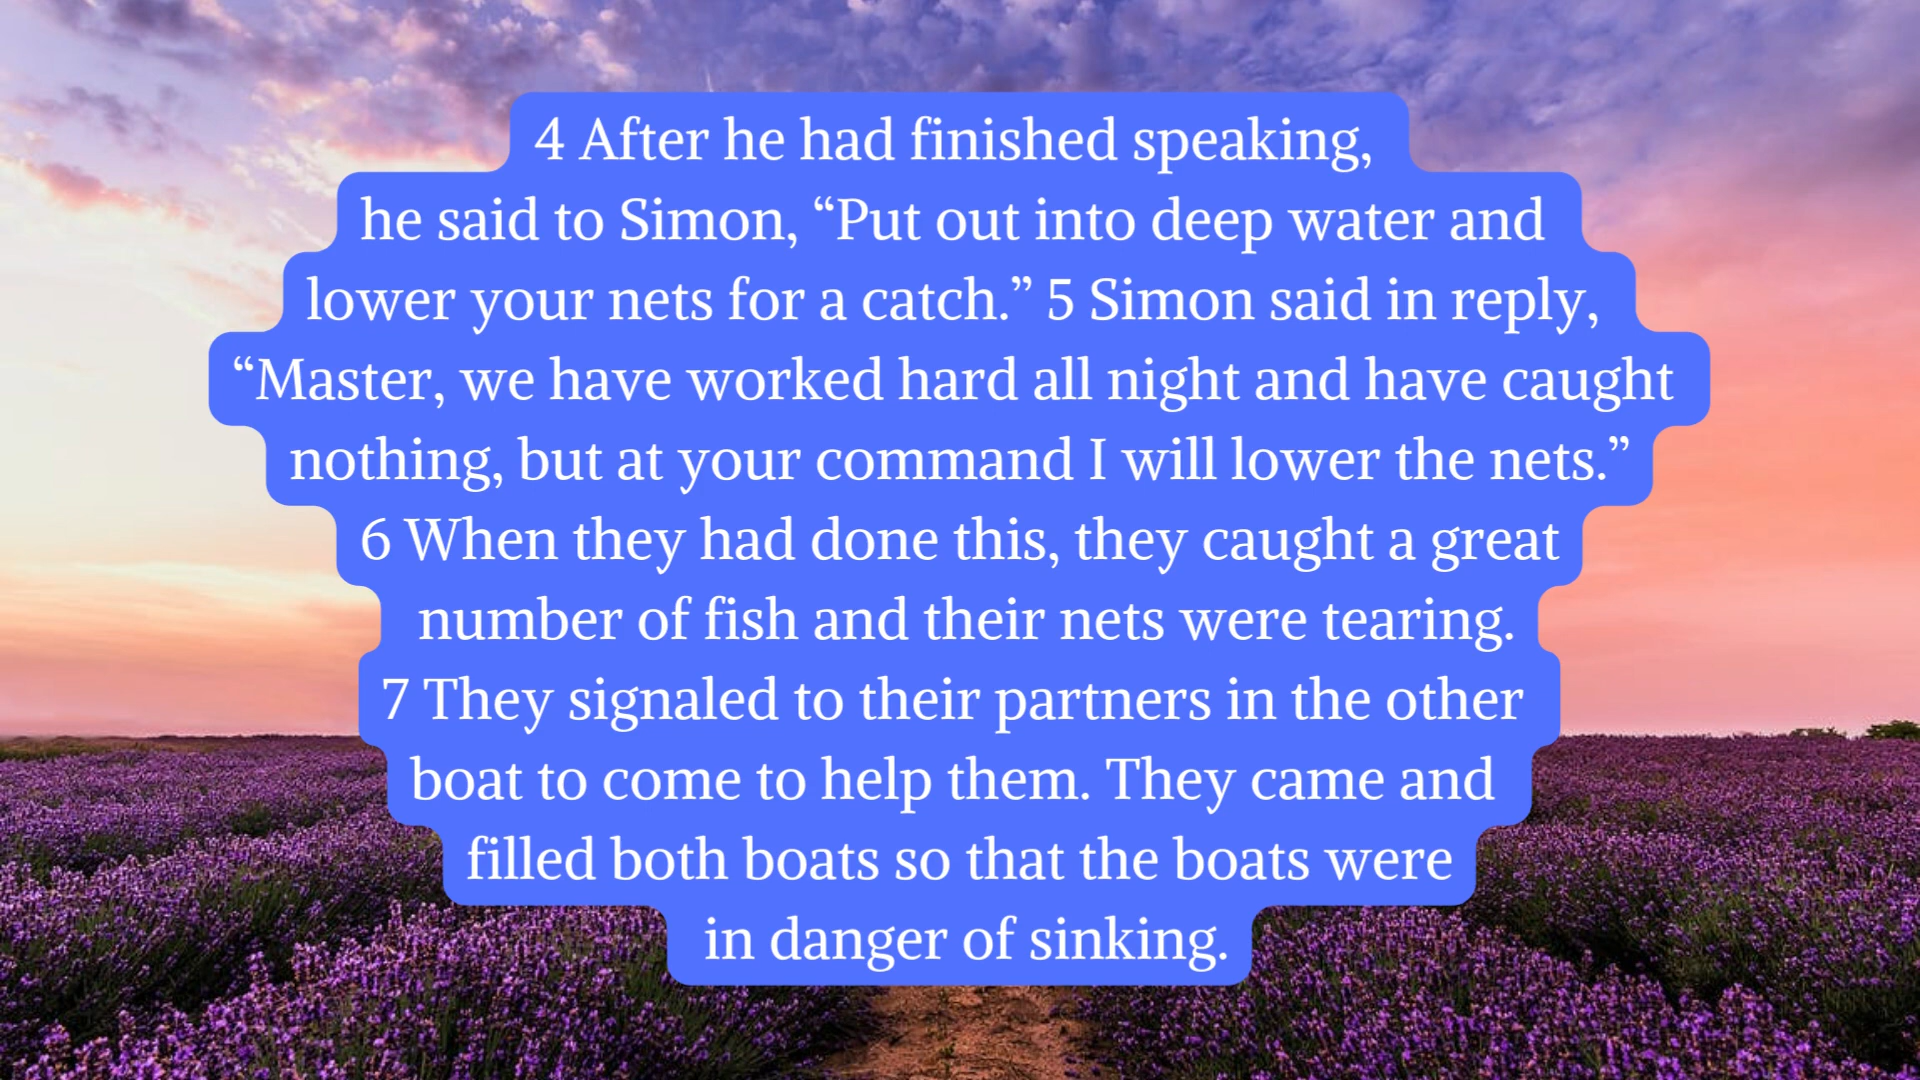 4 After he had finished speaking,
he said to Simon, “Put out into deep water and
lower your nets for a catch.” 5 Simon said in reply,
“Master, we have worked hard all night and have caught
nothing, but at your command I will lower the nets.”
6 When they had done this, they caught a great
number of fish and their nets were tearing.
7 They signaled to their partners in the other
boat to come to help them. They came and
filled both boats so that the boats were
in danger of sinking.